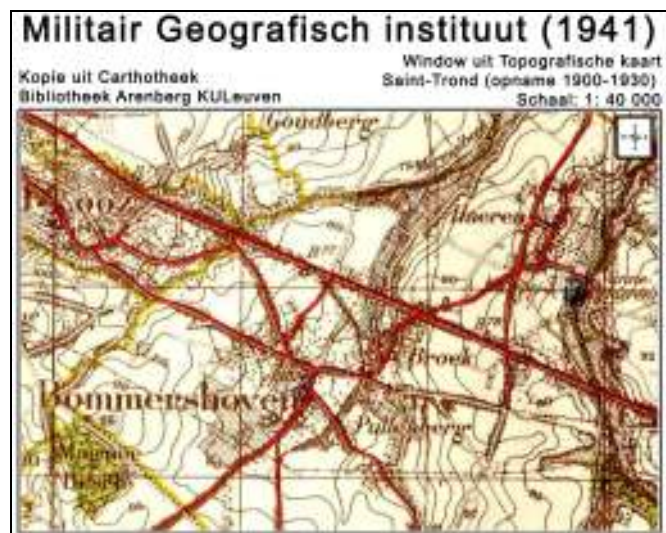 Militair Geografisch instituut (1941)
Window uit Topografische kaart
Kopie uit Carthotheek
Saint-Trond (opname 1900-1930)
Bibliotheek Arenberg KULeuven
Schaal: 1: 40 000
Goudberg
Haeren
Broek
Bommershoven